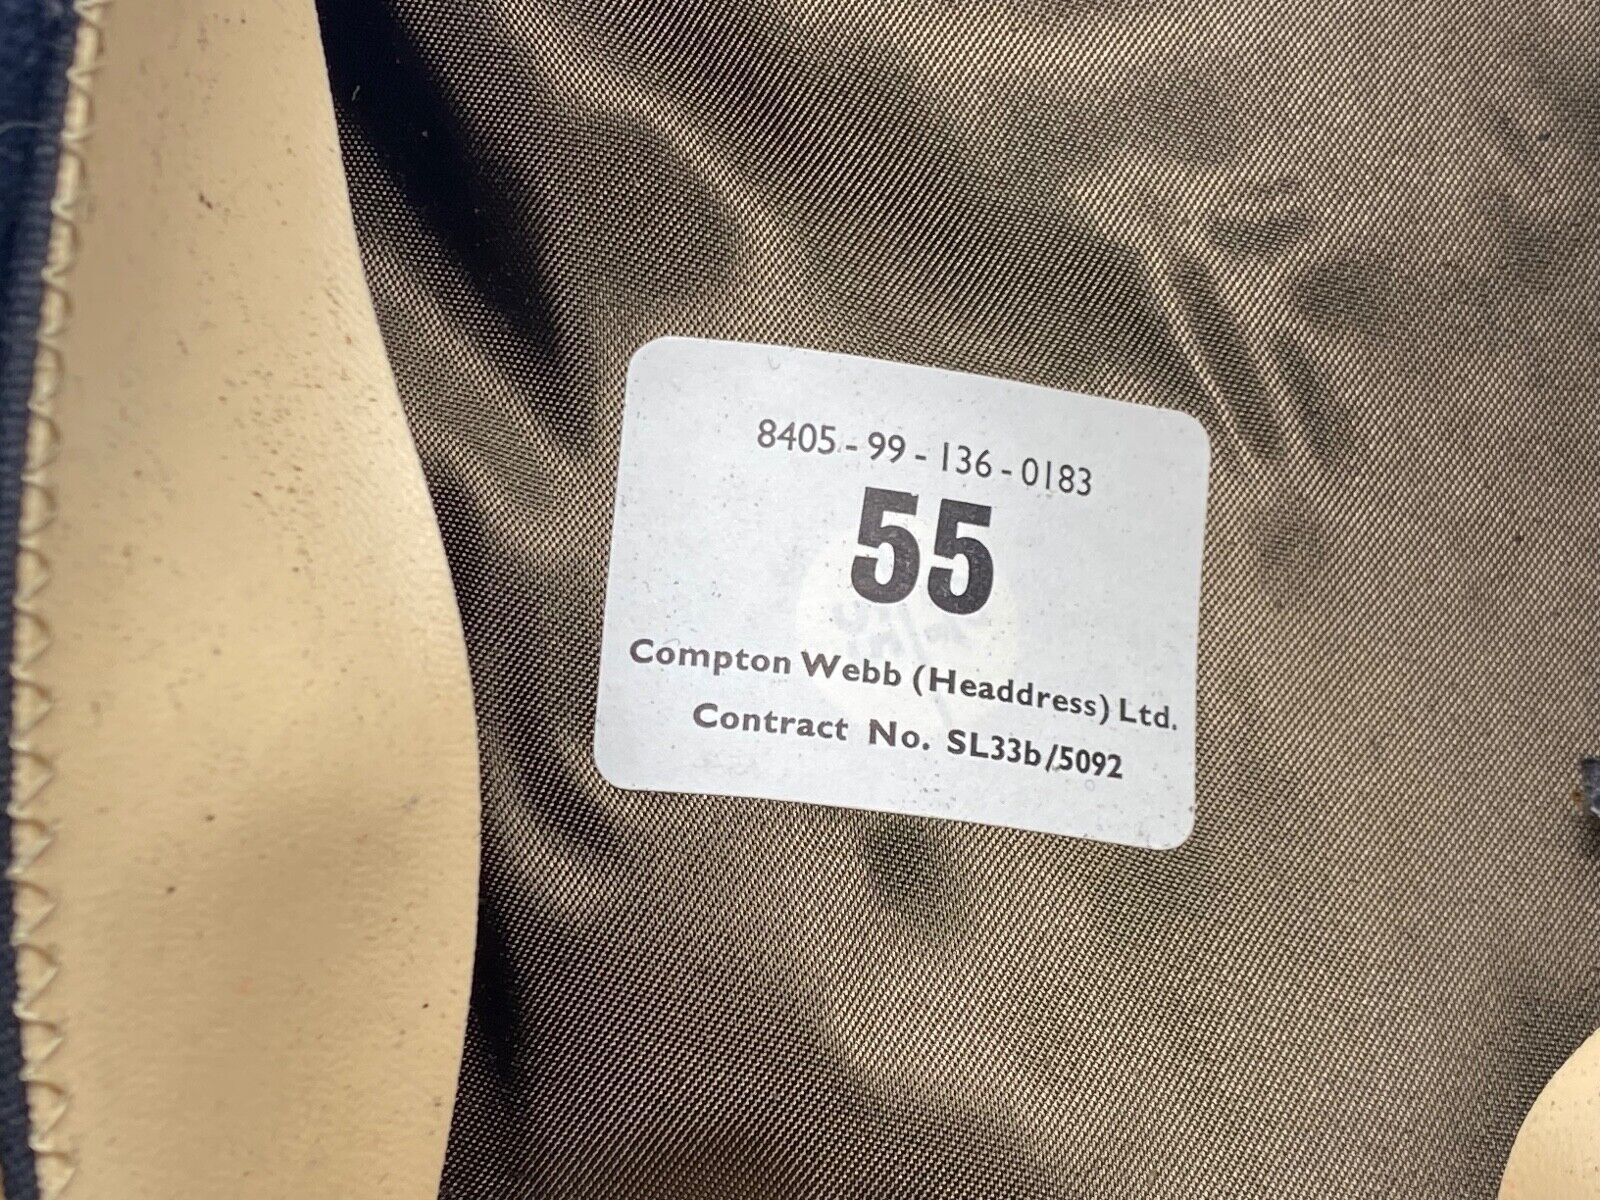 8405-99-136-0183
55
Compton Webb (Headdress) Ltd.
Contract No. SL33b/5092